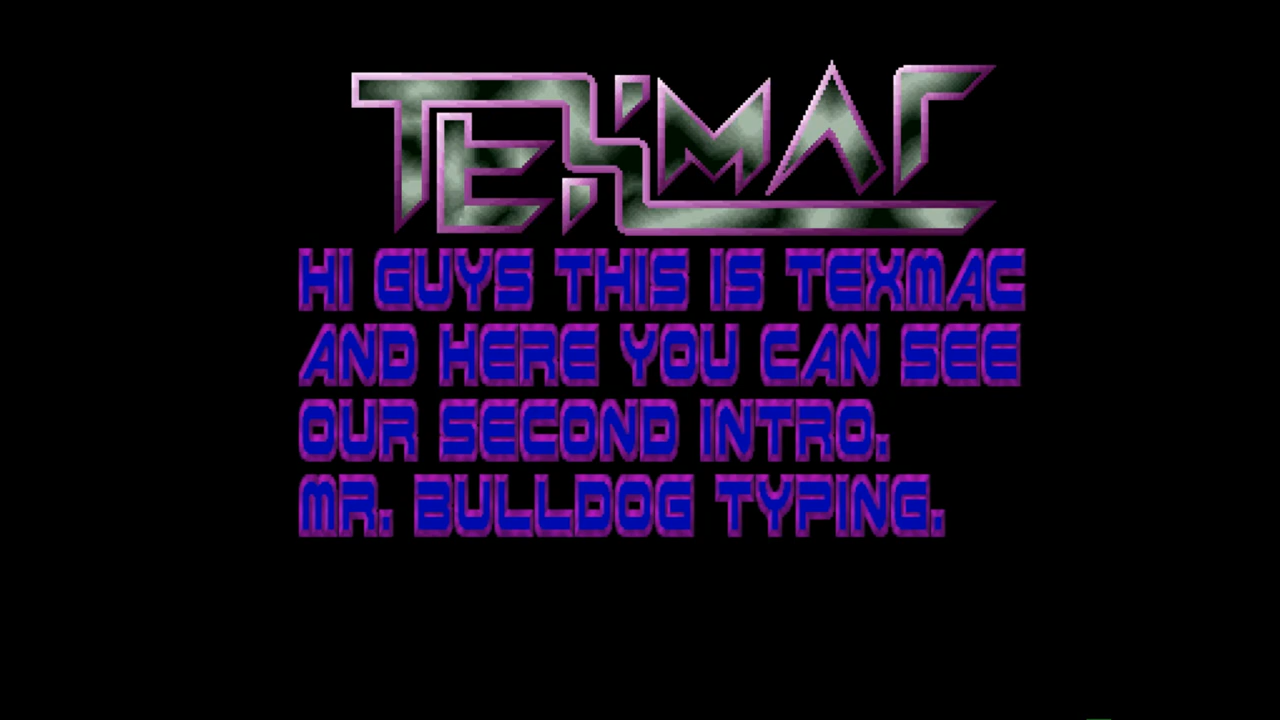 TEXMAC
HI GUYS THIS IS TEXMAC
AND HERE YOU CAN SEE
OUR SECOND INTRO.
MR. BULLDOG TYPING.